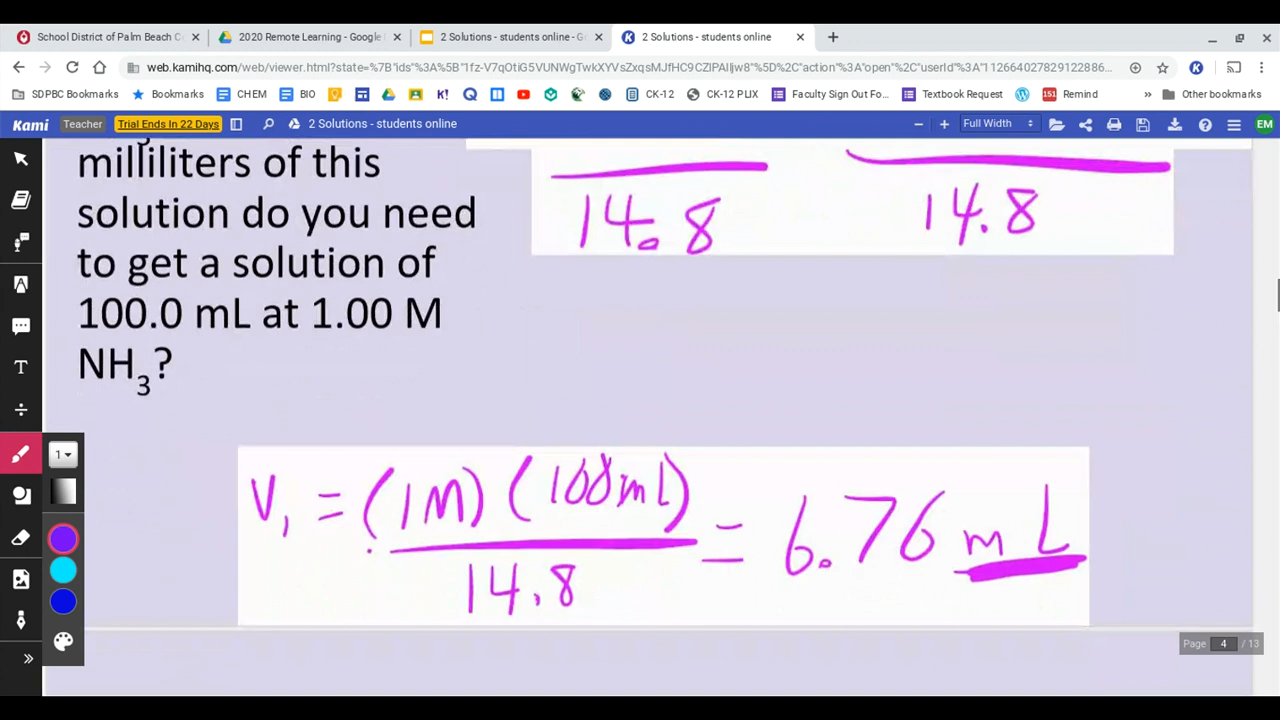 School District of Palm Beach C
2020 Remote Learning - Google
2 Solutions - students online - G
2 Solutions - students online
web.kamihq.com/web/viewer.html?state=%7B"ids"%3A%5B"1fz-V7qOtiG5VUNWgTwkXYVsZxqsMJfHC9CZIPAlljw8"%5D%2C"action"%3A"open"%2C"userId"%3A"112664027829122886...
SDPBC Bookmarks
Bookmarks
CHEM
BIO
K!
CK-12
CK-12 PLIX
Faculty Sign Out Fo...
Textbook Request
151
Remind
Other bookmarks
Kami
Teacher
Trial Ends In 22 Days
2 Solutions - students online
Full Width
EM
milliliters of this
solution do you need
to get a solution of
100.0 mL at 1.00 M
NH3?
14.8
14.8
V1 = (1M) (100mL)
14.8
= 6.76 mL
1
Page 4 / 13